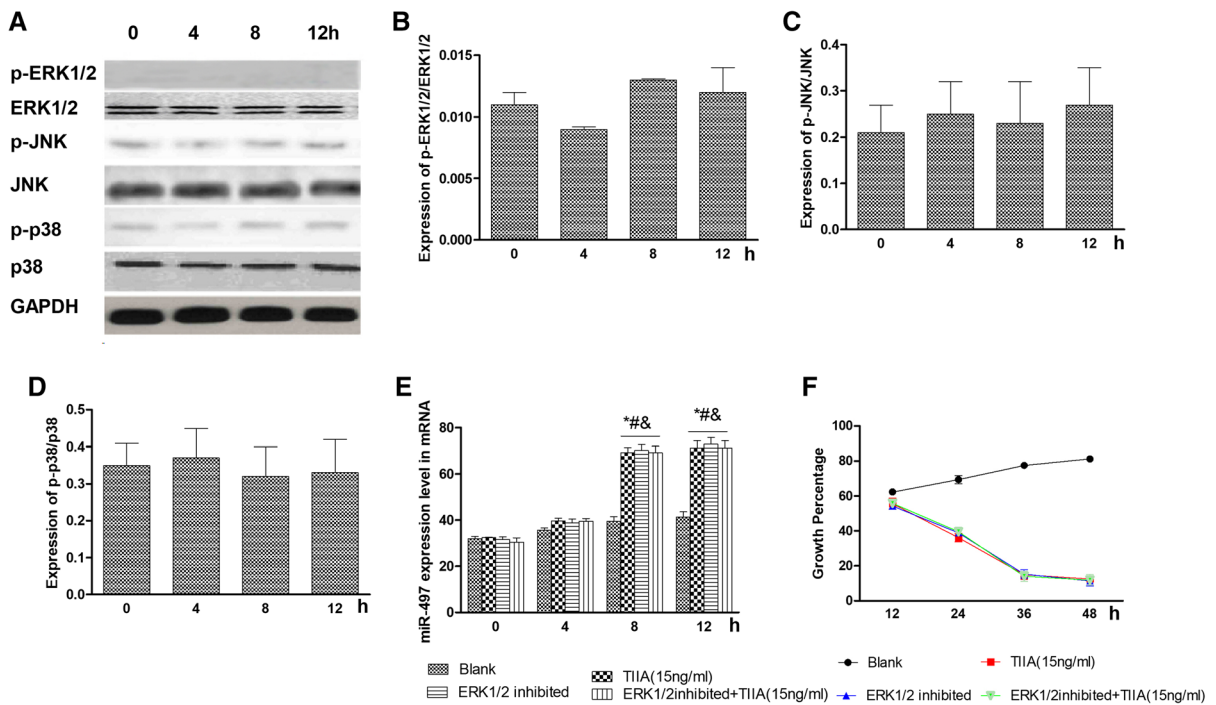 A
0 4 8 12h
p-ERK1/2
ERK1/2
p-JNK
JNK
p-p38
p38
GAPDH
B
Expression of p-ERK1/2/ERK1/2
0.015
0.010
0.005
0.000
0 4 8 12 h
C
Expression of p-JNK/JNK
0.4
0.3
0.2
0.1
0.0
0 4 8 12 h
D
Expression of p-p38/p38
0.5
0.4
0.3
0.4
0.1
0.0
0 4 8 12 h
E
miR-497 expression level in mRNA
80
60
40
20
0
*#&
*#&
0 4 8 12 h
Blank
TIIA(15ng/ml)
ERK1/2 inhibited
ERK1/2inhibited+TIIA(15ng/ml)
F
Growth Percentage
100
80
60
40
20
0
12 24 36 48 h
Blank
TIIA(15ng/ml)
ERK1/2 inhibited
ERK1/2inhibited+TIIA(15ng/ml)